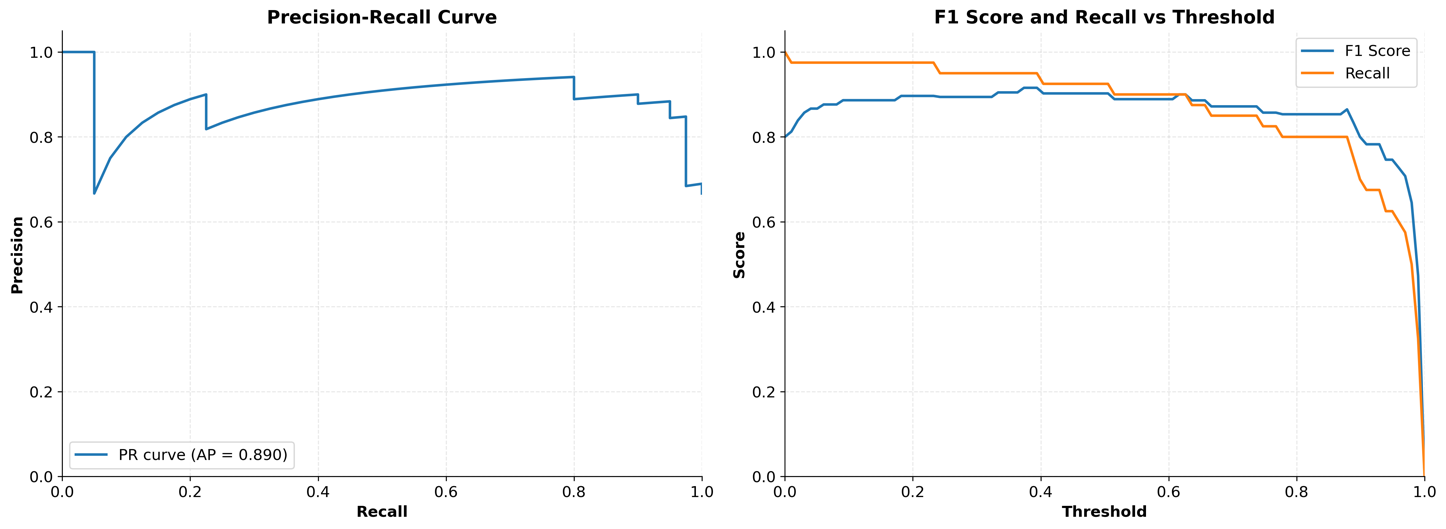 Precision-Recall Curve
Precision
1.0
0.8
0.6
0.4
0.2
0.0
PR curve (AP = 0.890)
0.0 0.2 0.4 0.6 0.8 1.0
Recall
F1 Score and Recall vs Threshold
Score
1.0
0.8
0.6
0.4
0.2
0.0
F1 Score
Recall
0.0 0.2 0.4 0.6 0.8 1.0
Threshold